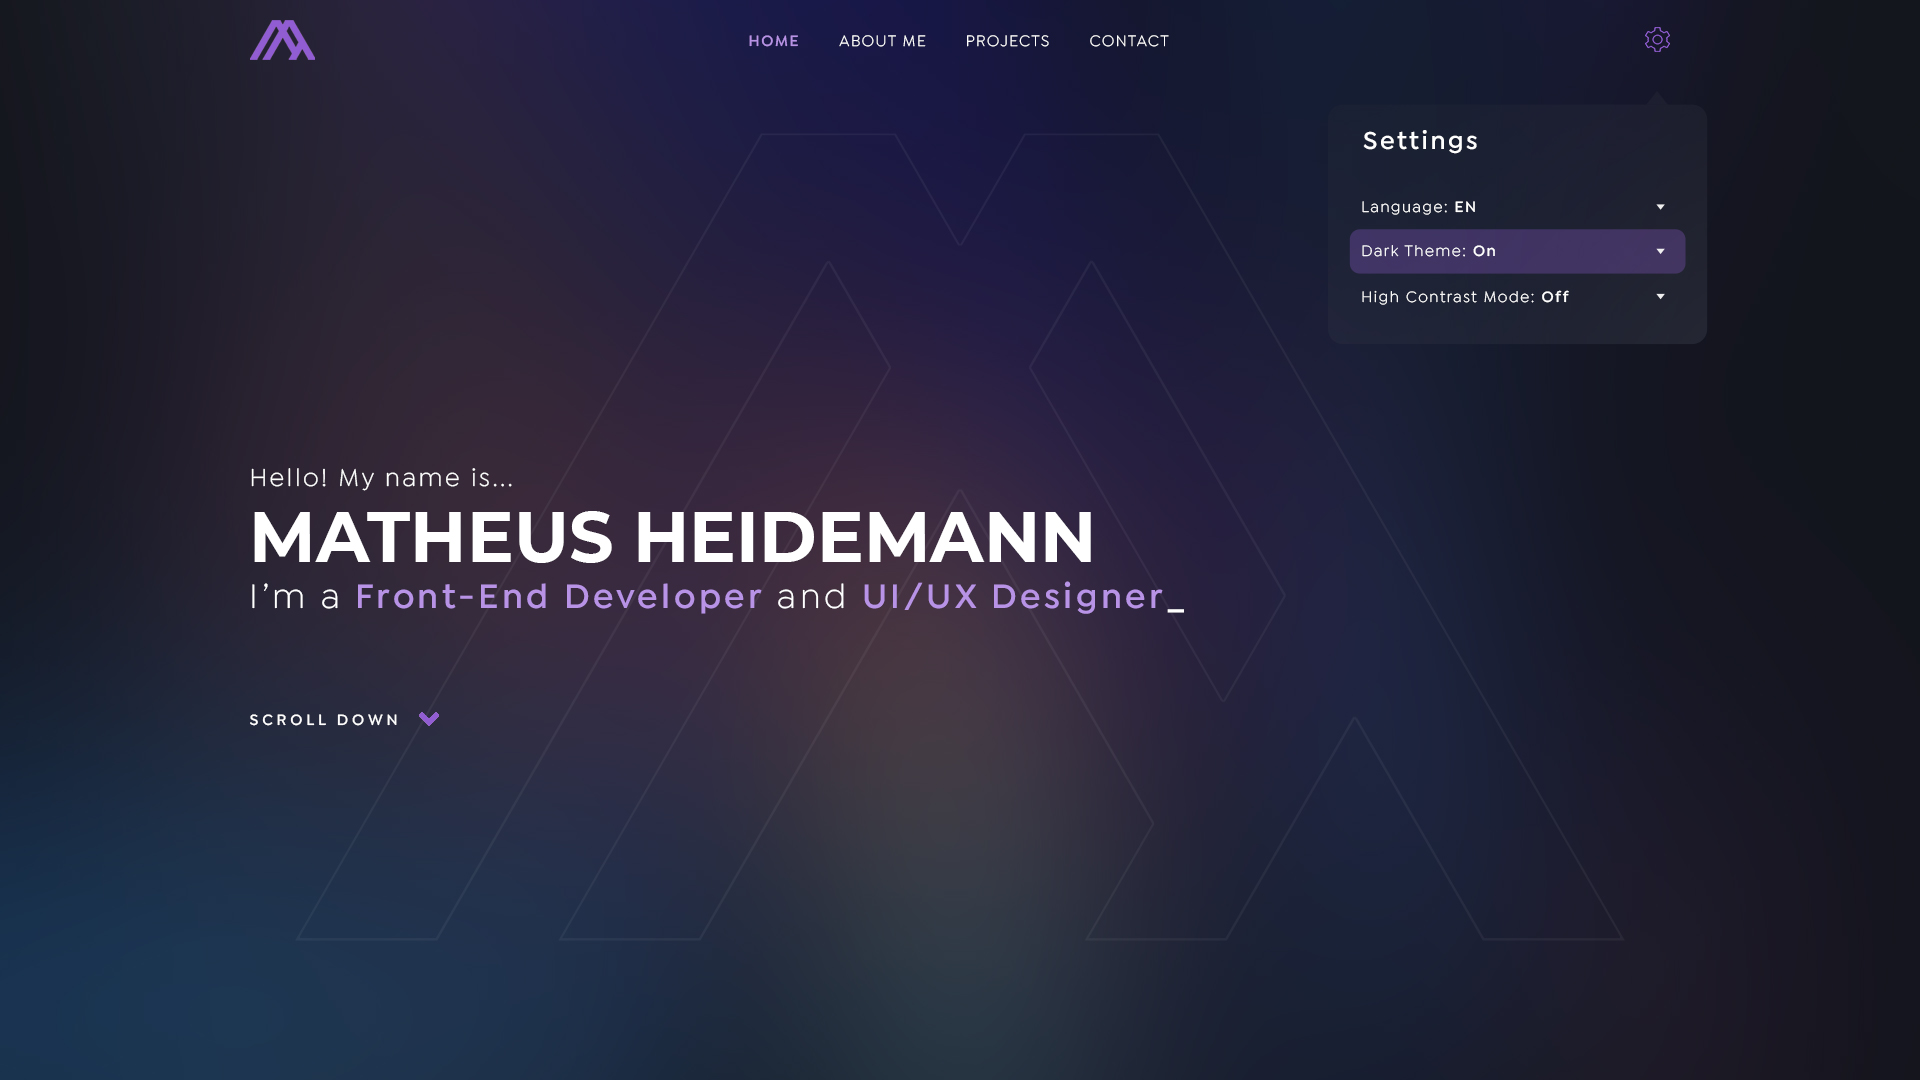 HOME ABOUT ME PROJECTS CONTACT
Settings
Language: EN
Dark Theme: On
High Contrast Mode: Off
Hello! My name is...
MATHEUS HEIDEMANN
I’m a Front-End Developer and UI/UX Designer_
SCROLL DOWN